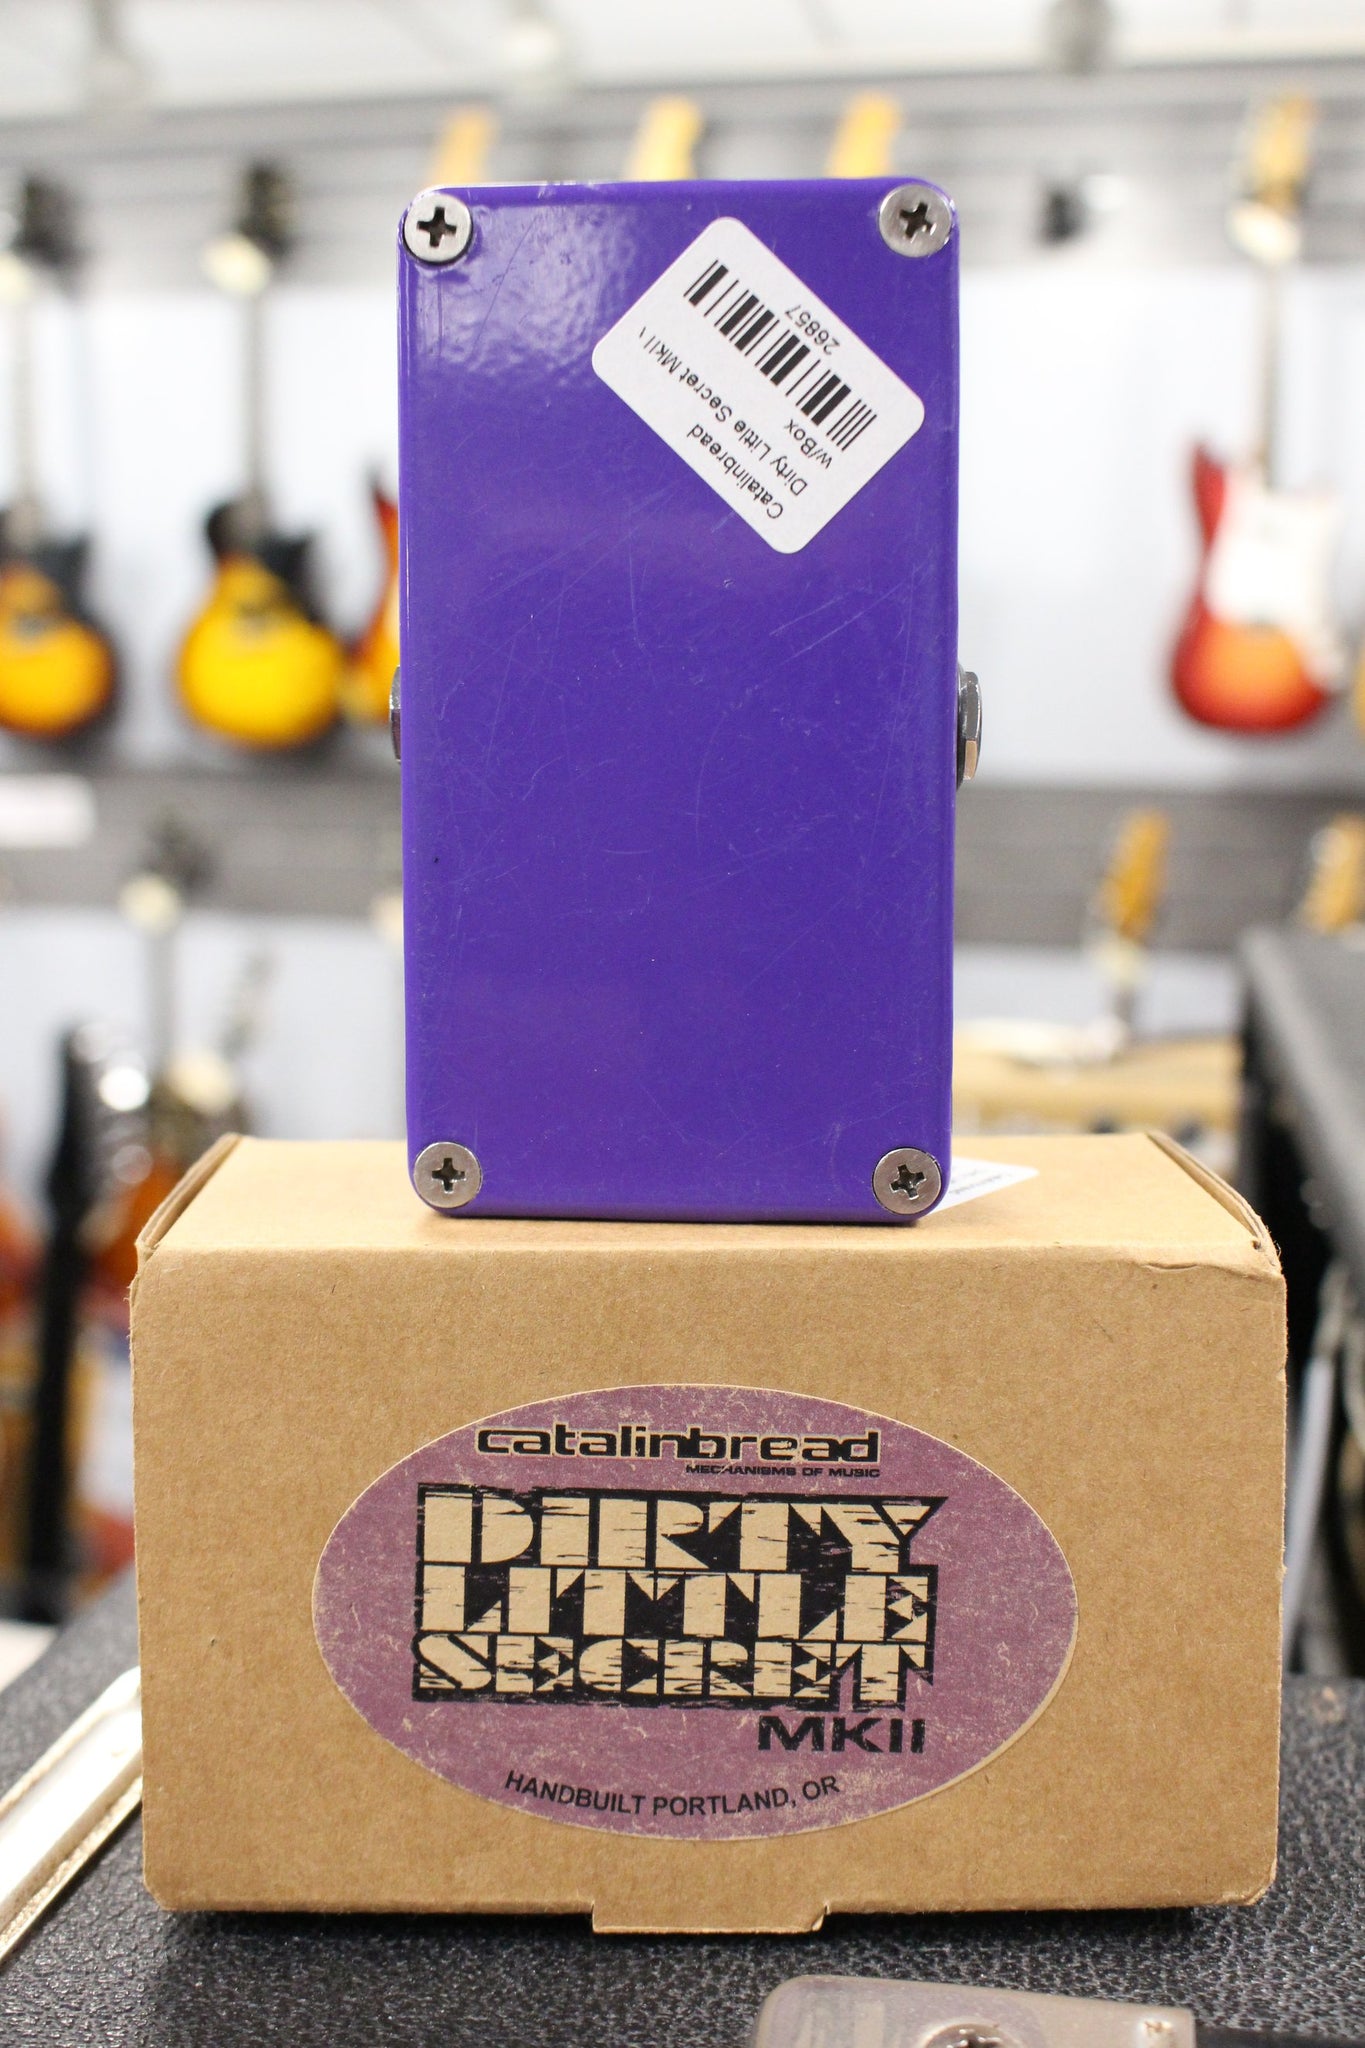 Catalinbread
Dirty Little Secret MkII
w/Box
26857
catalinbread
MECHANISMS OF MUSIC
DIRTY
LITTLE
SECRET
MKII
HANDBUILT PORTLAND, OR